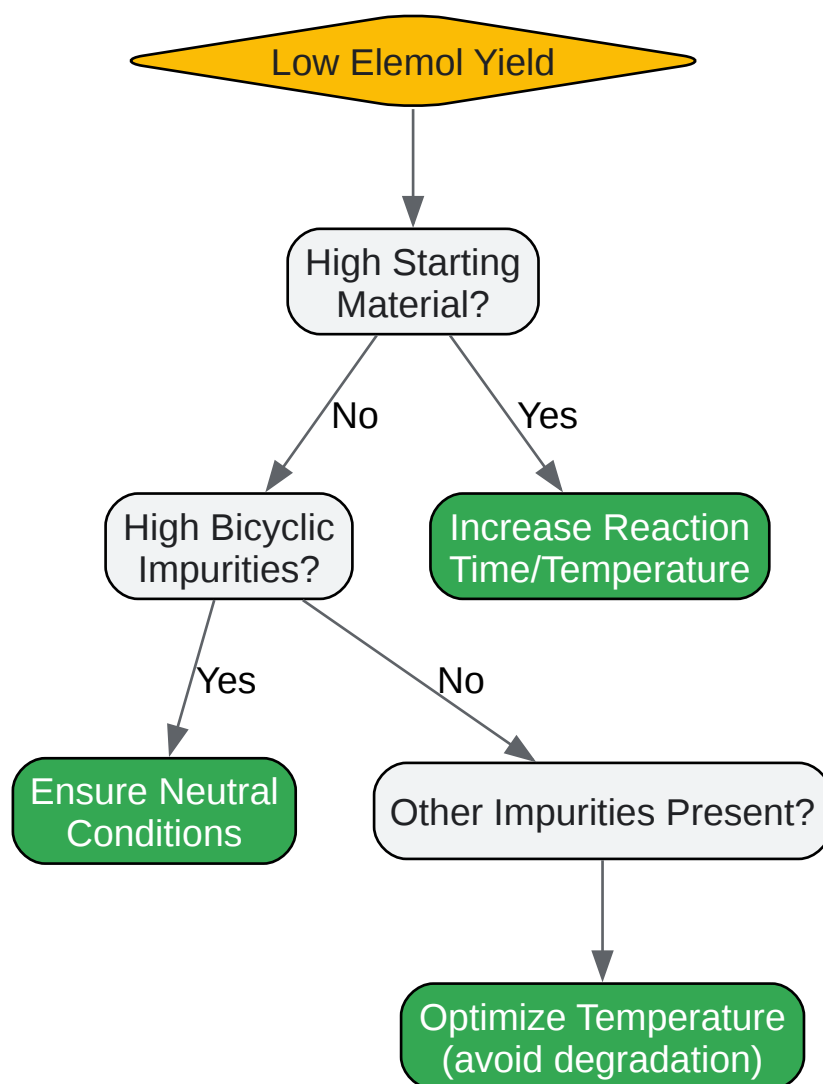 Low Elemol Yield
High Starting
Material?
No
Yes
High Bicyclic
Impurities?
Increase Reaction
Time/Temperature
Yes
No
Ensure Neutral
Conditions
Other Impurities Present?
Optimize Temperature
(avoid degradation)